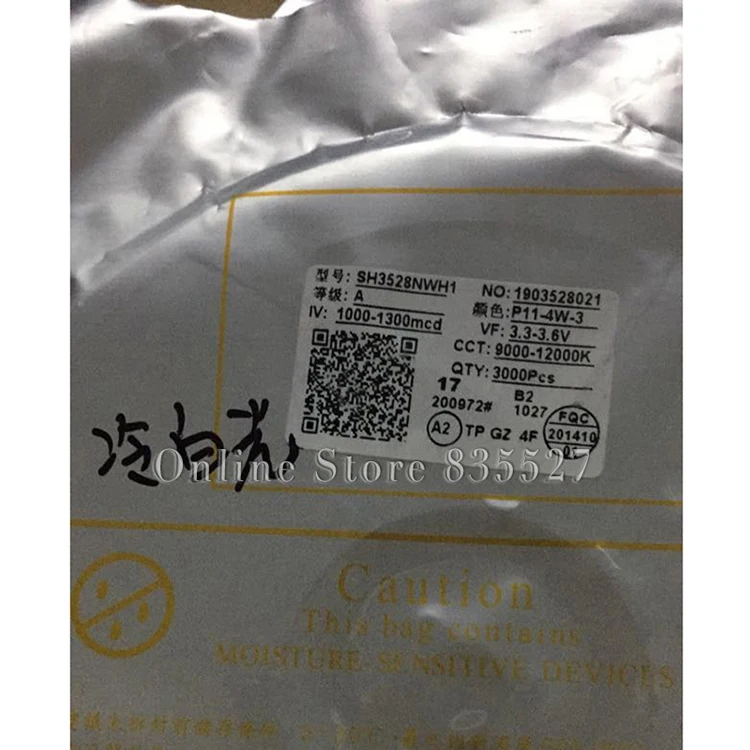 型号: SH3528NWH1
NO: 1903528021
等级: A
颜色: P11-4W-3
IV: 1000-1300mcd
VF: 3.3-3.6V
CCT: 9000-12000K
QTY: 3000Pcs
17
B2
200972#
1027
A2 TP GZ 4F
FQC
201410
冷白光
Online Store 835527
Caution
This bag contains
MOISTURE-SENSITIVE DEVICES